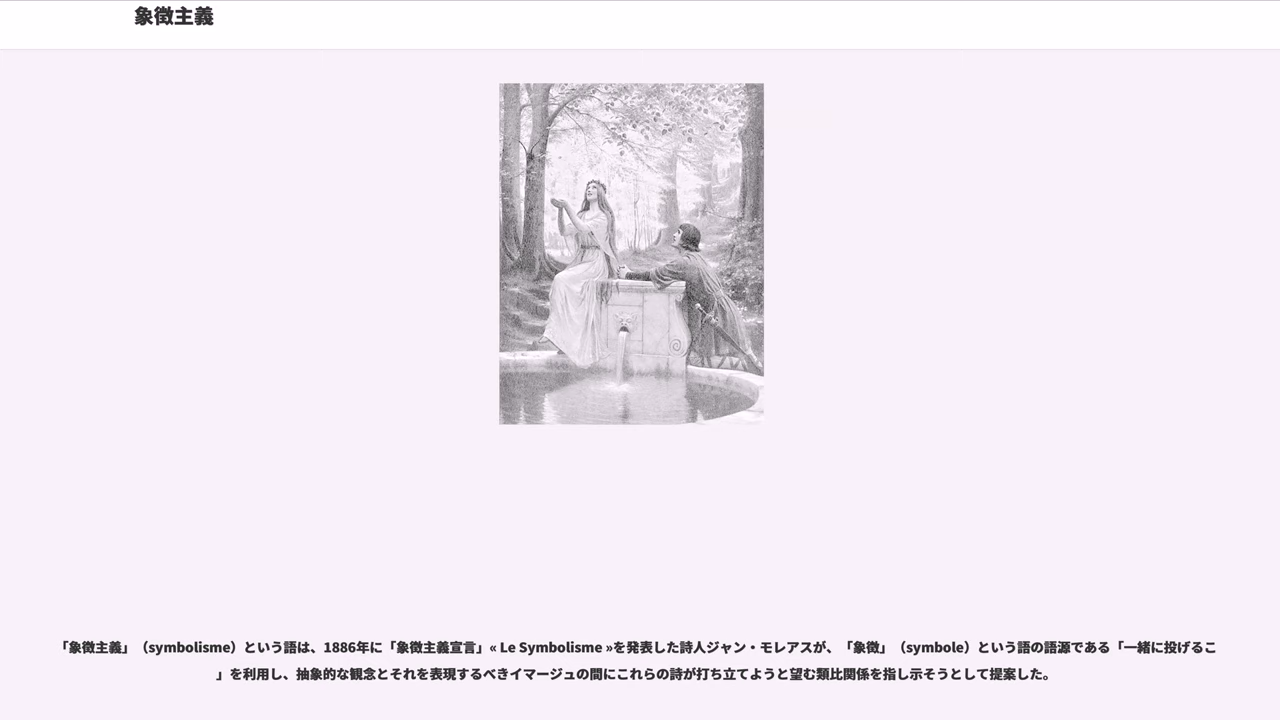 象徴主義
「象徴主義」（symbolisme）という語は、1886年に「象徴主義宣言」« Le Symbolisme »を発表した詩人ジャン・モレアスが、「象徴」（symbole）という語の語源である「一緒に投げるこ
」を利用し、抽象的な観念とそれを表現するべきイマージュの間にこれらの詩が打ち立てようと望む類比関係を指し示そうとして提案した。